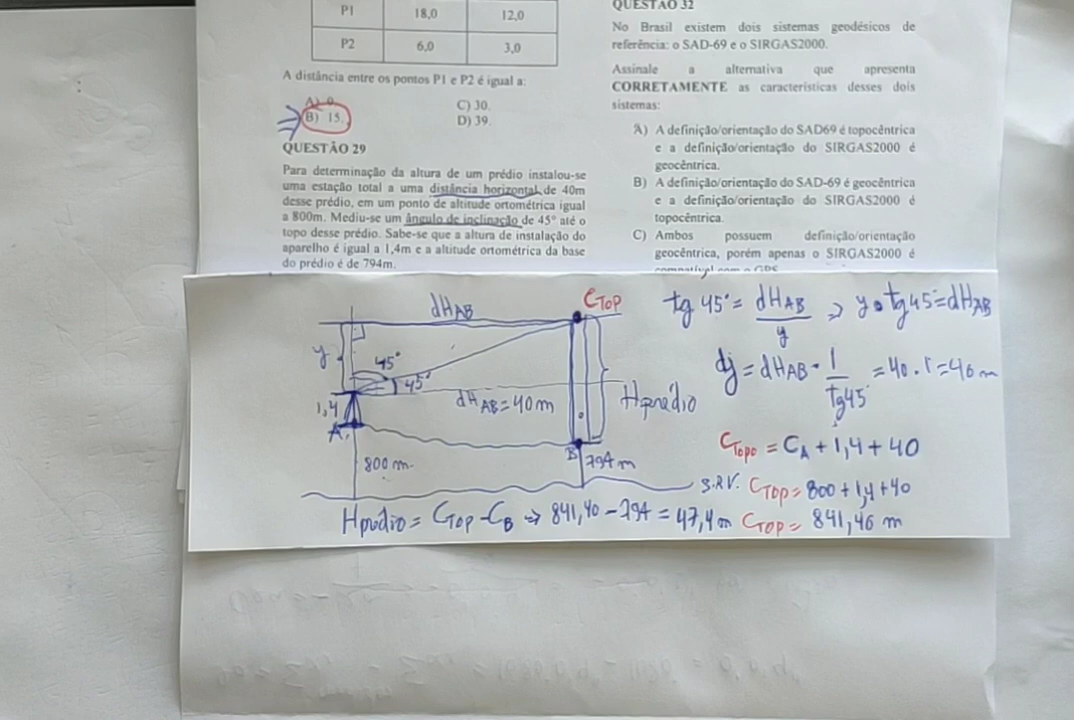 P1 18,0 12,0
P2 6,0 3,0
A distância entre os pontos P1 e P2 é igual a:
A) 0.
B) 15.
C) 30.
D) 39.
QUESTÃO 29
Para determinação da altura de um prédio instalou-se
uma estação total a uma distância horizontal de 40m
desse prédio, em um ponto de altitude ortométrica igual
a 800m. Mediu-se um ângulo de inclinação de 45° até o
topo desse prédio. Sabe-se que a altura de instalação do
aparelho é igual a 1,4m e a altitude ortométrica da base
do prédio é de 794m.
QUESTÃO 32
No Brasil existem dois sistemas geodésicos de
referência: o SAD-69 e o SIRGAS2000.
Assinale a alternativa que apresenta
CORRETAMENTE as características desses dois
sistemas:
A) A definição/orientação do SAD69 é topocêntrica
e a definição/orientação do SIRGAS2000 é
geocêntrica.
B) A definição/orientação do SAD-69 é geocêntrica
e a definição/orientação do SIRGAS2000 é
topocêntrica.
C) Ambos possuem definição/orientação
geocêntrica, porém apenas o SIRGAS2000 é
compatível com o GPS
dHAB
CTOP
y
45°
45°
1,4
dHAB = 40m
Hprédio
A
B
800 m
794 m
S.R.V.
tg 45° = dHAB / y ⇒ y • tg 45° = dHAB
= dHAB • 1 / tg45 = 40 . 1 = 40 m
CTopo = CA + 1,4 + 40
CTOP = 800 + 1,4 + 40
Hprédio = CTOP - CB ⇒ 841,40 - 794 = 47,4 m
CTOP = 841,40 m